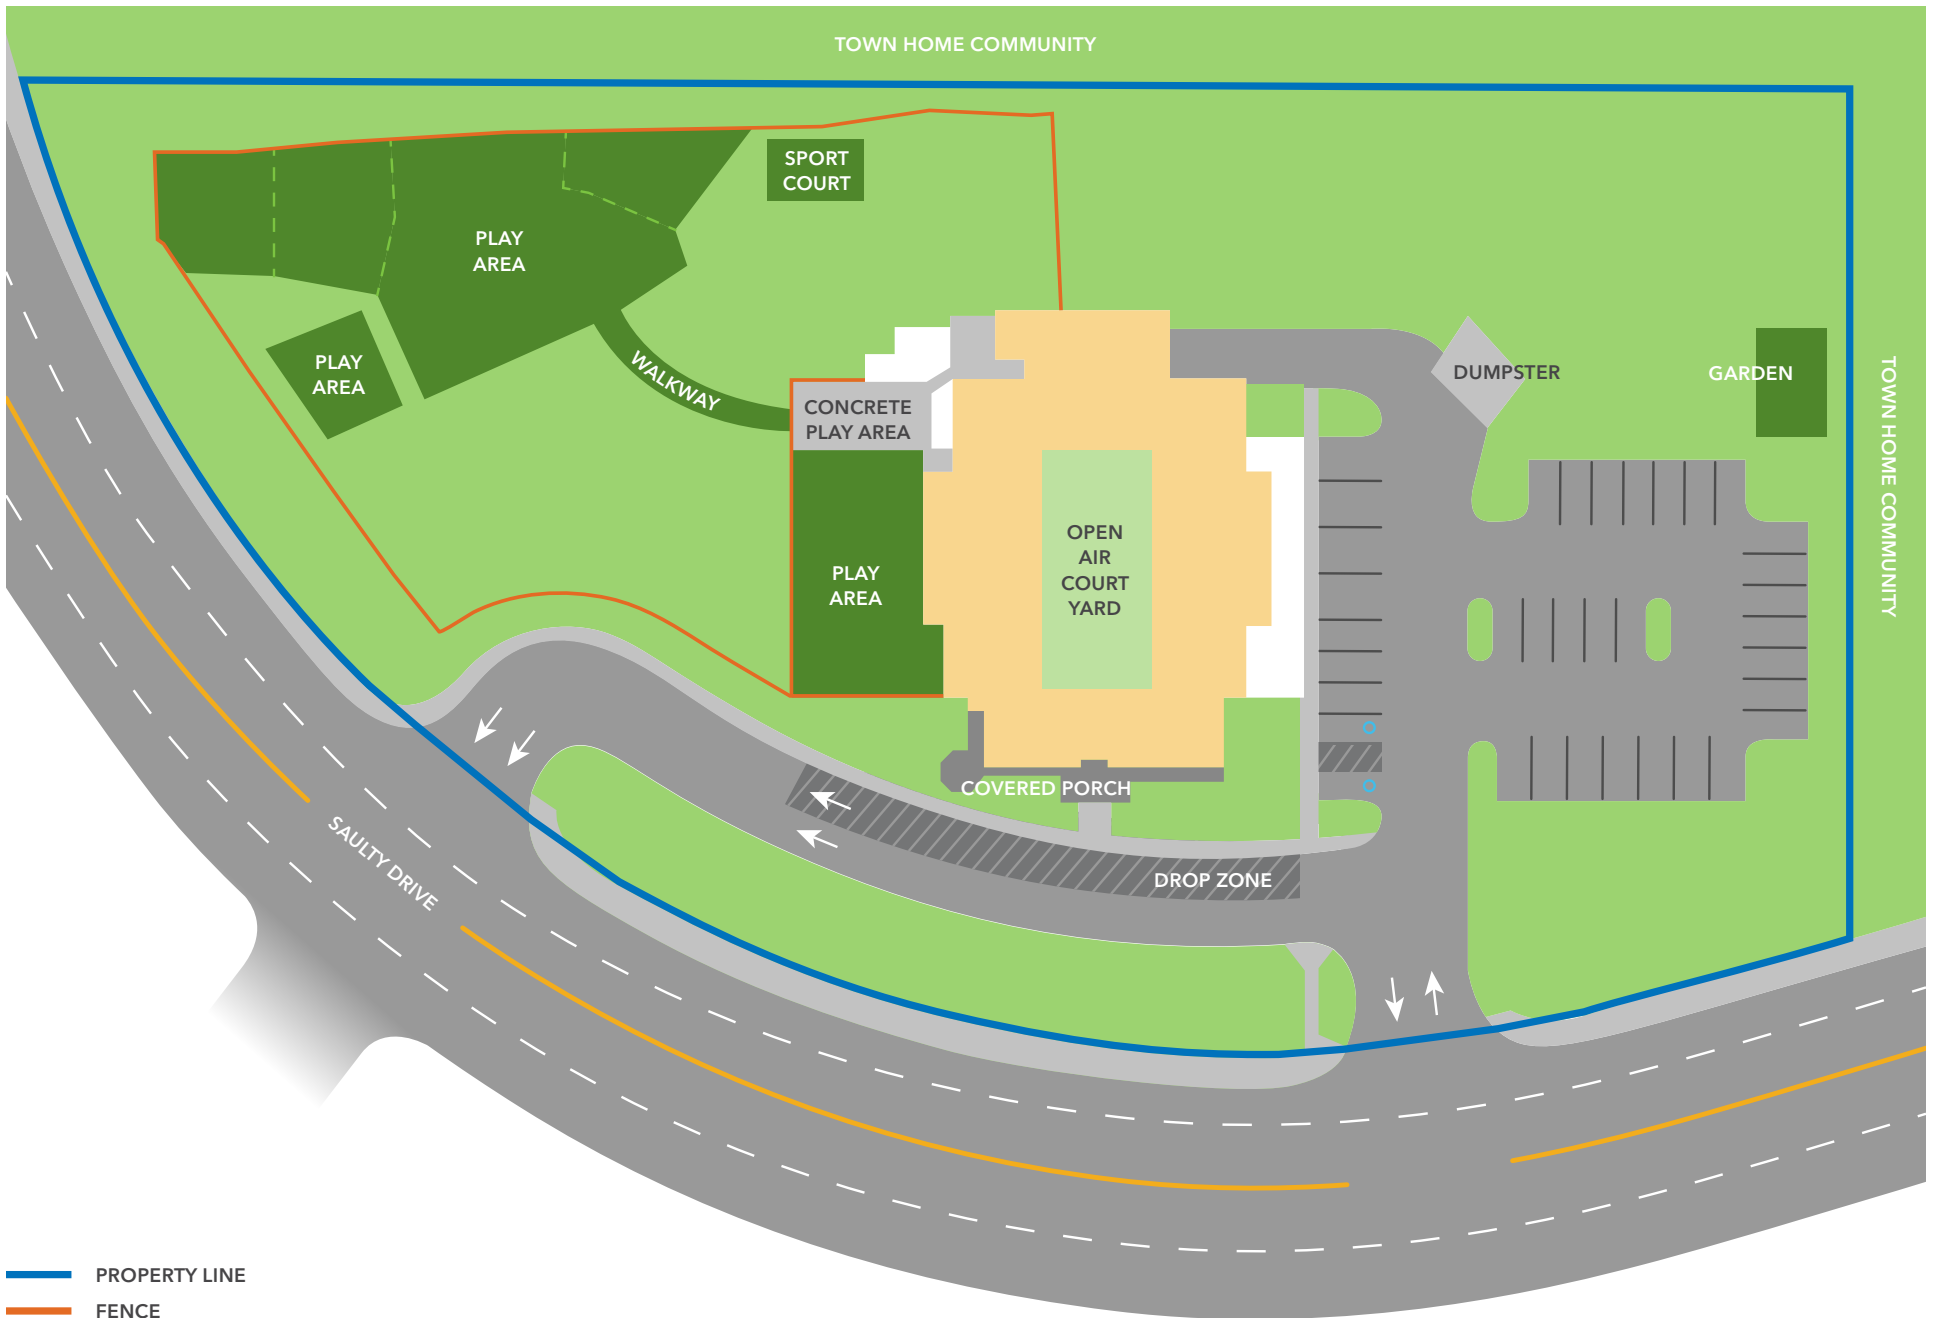 TOWN HOME COMMUNITY
SPORT
COURT
PLAY
AREA
PLAY
AREA
WALKWAY
CONCRETE
PLAY AREA
DUMPSTER
GARDEN
TOWN HOME COMMUNITY
OPEN
AIR
COURT
YARD
PLAY
AREA
COVERED PORCH
DROP ZONE
SAULTY DRIVE
PROPERTY LINE
FENCE